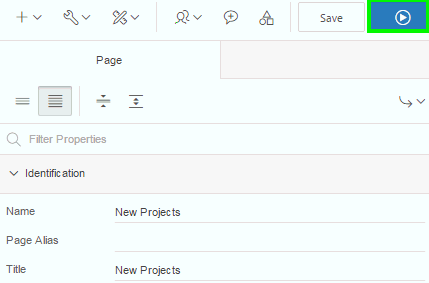 Save
Page
Filter Properties
Identification
Name New Projects
Page Alias
Title New Projects